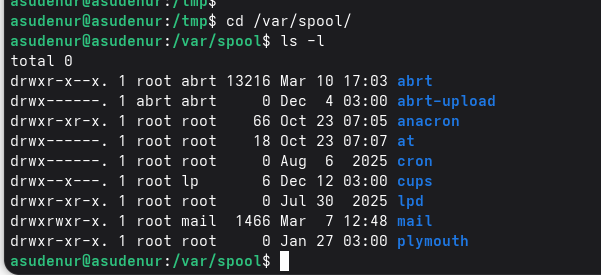 asudenur@asudenur:/tmp$
asudenur@asudenur:/tmp$ cd /var/spool/
asudenur@asudenur:/var/spool$ ls -l
total 0
drwxr-x--x. 1 root abrt 13216 Mar 10 17:03 abrt
drwx------. 1 abrt abrt     0 Dec  4 03:00 abrt-upload
drwxr-xr-x. 1 root root    66 Oct 23 07:05 anacron
drwx------. 1 root root    18 Oct 23 07:07 at
drwx------. 1 root root     0 Aug  6  2025 cron
drwx--x---. 1 root lp       6 Dec 12 03:00 cups
drwxr-xr-x. 1 root root     0 Jul 30  2025 lpd
drwxrwxr-x. 1 root mail  1466 Mar  7 12:48 mail
drwxr-xr-x. 1 root root     0 Jan 27 03:00 plymouth
asudenur@asudenur:/var/spool$